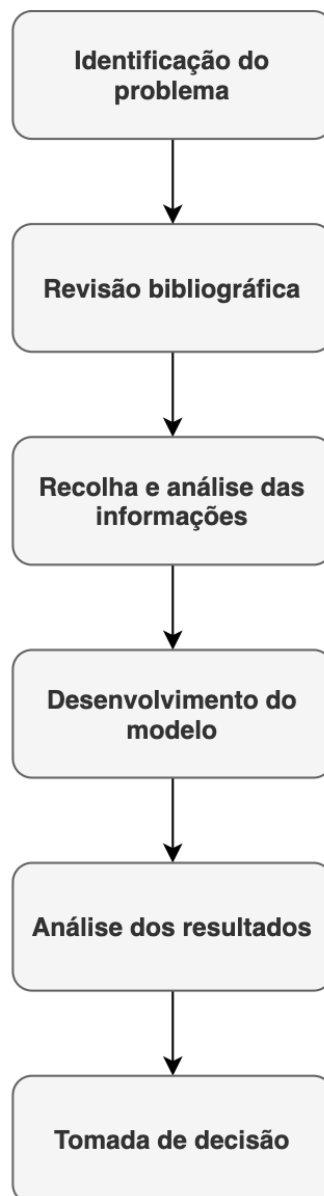 Identificação do
problema
Revisão bibliográfica
Recolha e análise das
informações
Desenvolvimento do
modelo
Análise dos resultados
Tomada de decisão